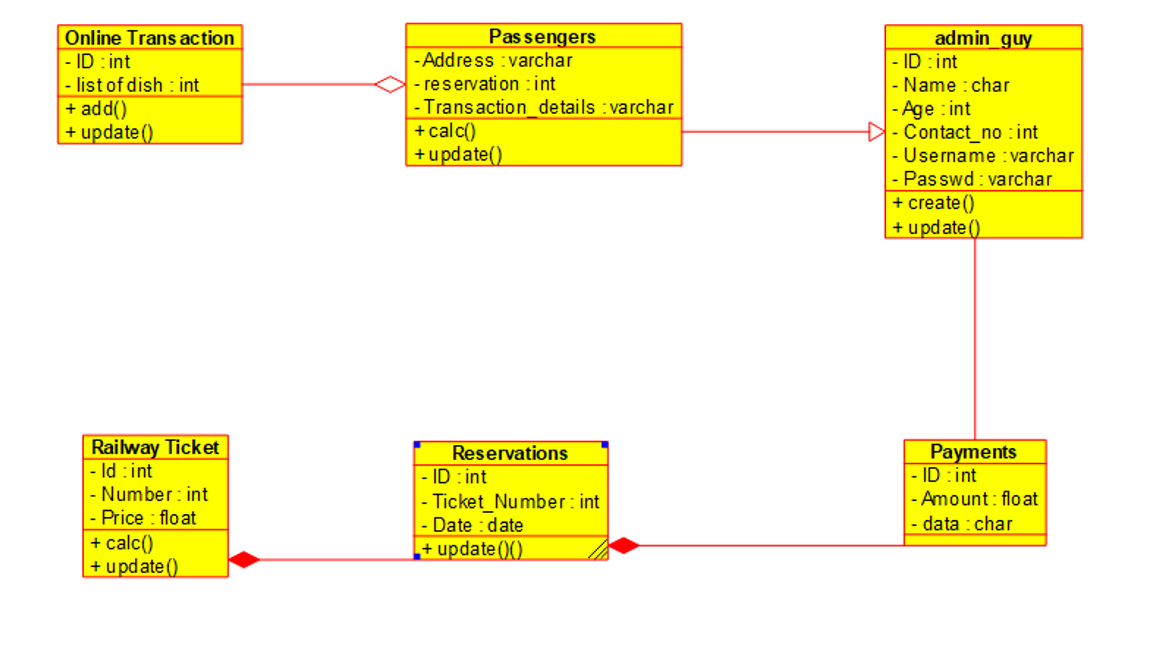 Online Transaction
- ID : int
- list of dish : int
+ add()
+ update()
Passengers
- Address : varchar
- reservation : int
- Transaction_details : varchar
+ calc()
+ update()
admin_guy
- ID : int
- Name : char
- Age : int
- Contact_no : int
- Username : varchar
- Passwd : varchar
+ create()
+ update()
Railway Ticket
- Id : int
- Number : int
- Price : float
+ calc()
+ update()
Reservations
- ID : int
- Ticket_Number : int
- Date : date
+ update()()
Payments
- ID : int
- Amount : float
- data : char